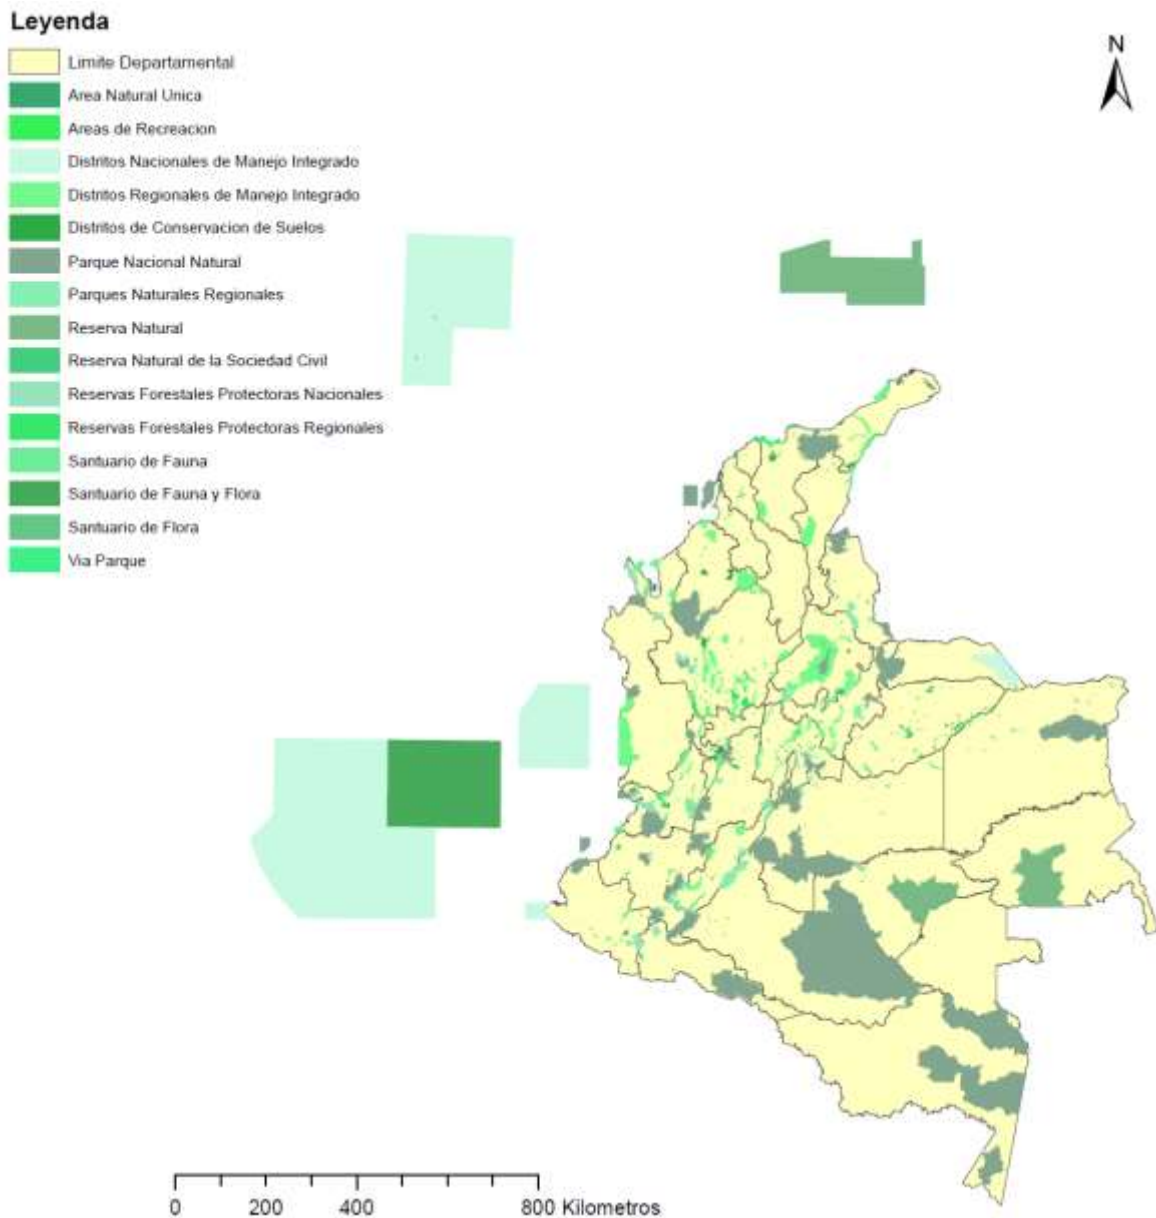 Leyenda
Limite Departamental
Area Natural Unica
Areas de Recreacion
Distritos Nacionales de Manejo Integrado
Distritos Regionales de Manejo Integrado
Distritos de Conservacion de Suelos
Parque Nacional Natural
Parques Naturales Regionales
Reserva Natural
Reserva Natural de la Sociedad Civil
Reservas Forestales Protectoras Nacionales
Reservas Forestales Protectoras Regionales
Santuario de Fauna
Santuario de Fauna y Flora
Santuario de Flora
Via Parque
N
0 200 400 800 Kilometros